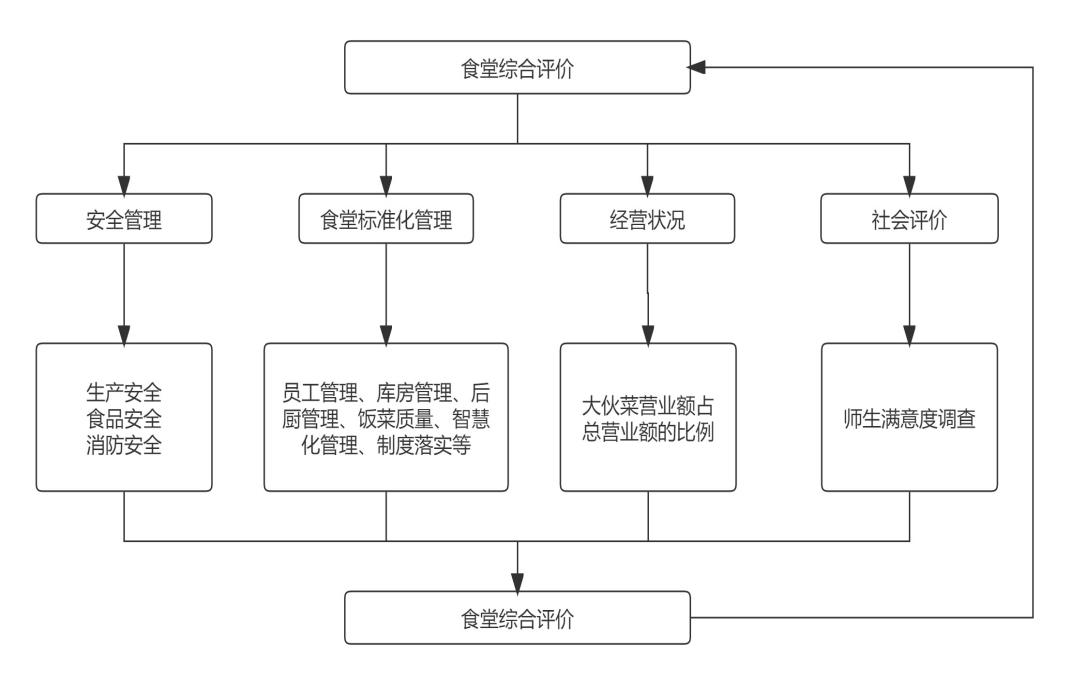 食堂综合评价
安全管理
食堂标准化管理
经营状况
社会评价
生产安全
食品安全
消防安全
员工管理、库房管理、后
厨管理、饭菜质量、智慧
化管理、制度落实等
大伙菜营业额占
总营业额的比例
师生满意度调查
食堂综合评价